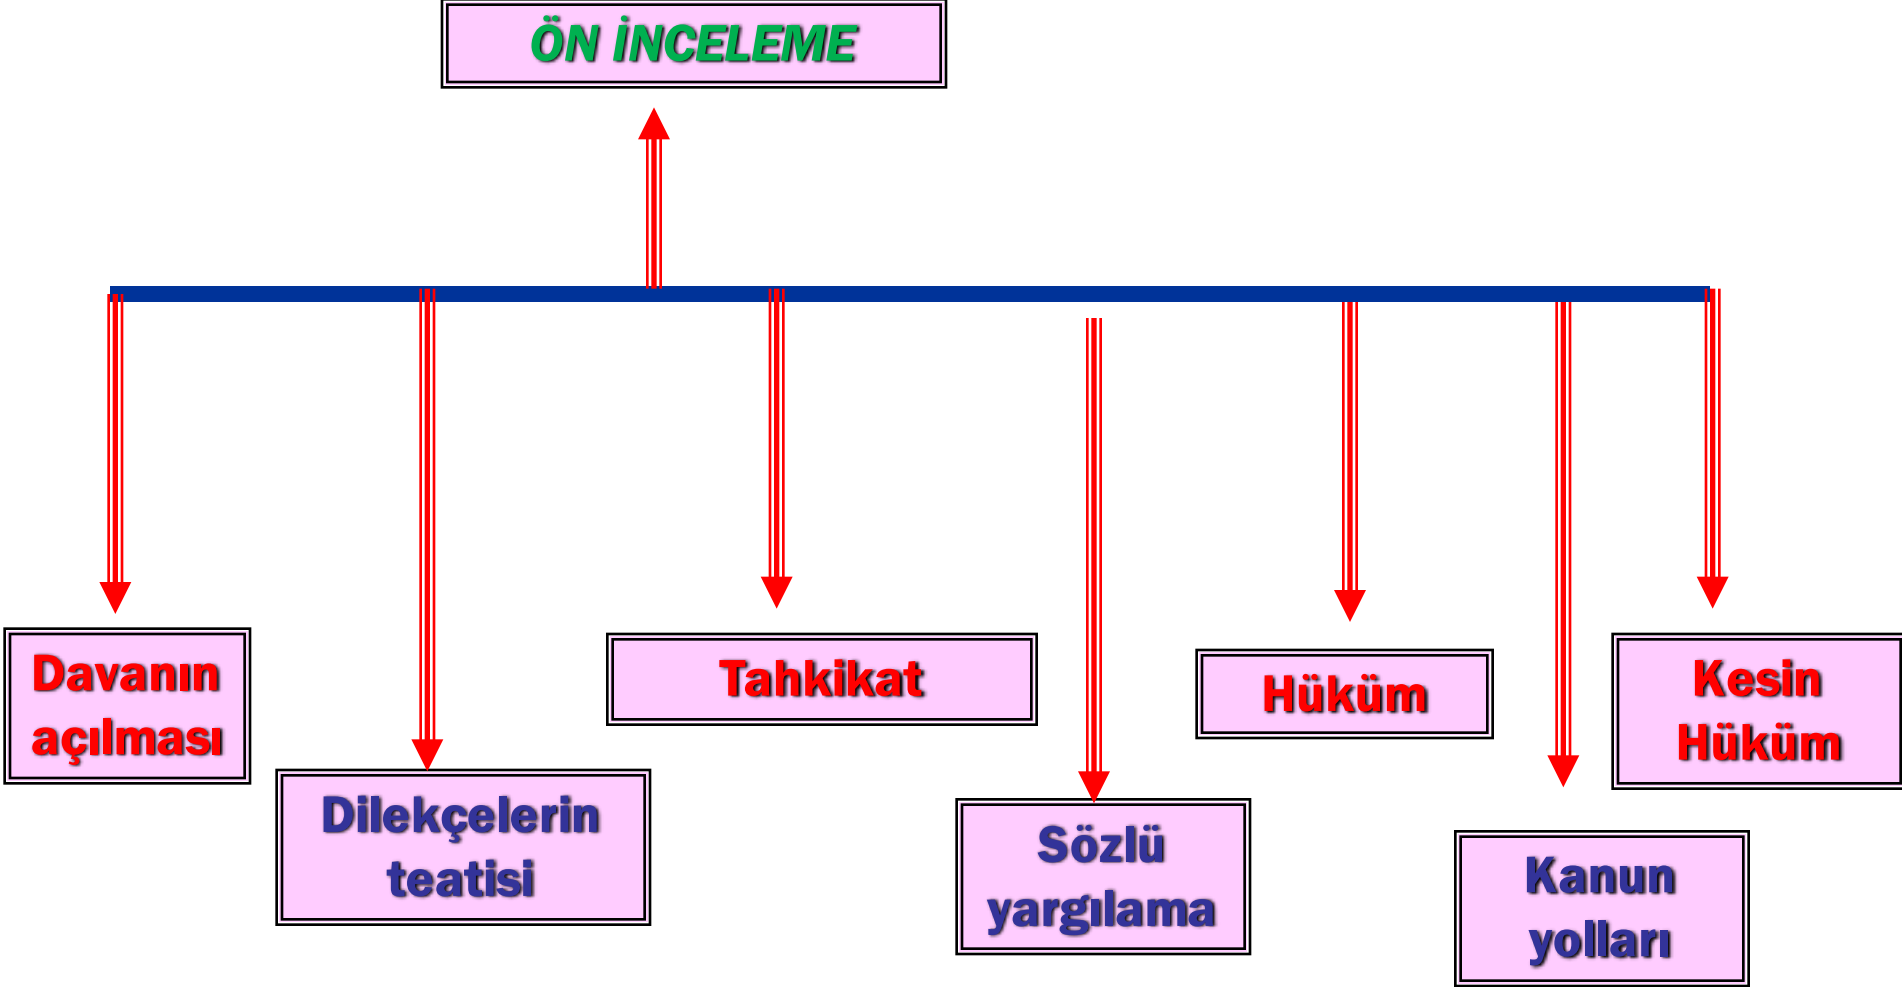 ÖN İNCELEME
Davanın
açılması
Dilekçelerin
teatisi
Tahkikat
Sözlü
yargılama
Hüküm
Kanun
yolları
Kesin
Hüküm